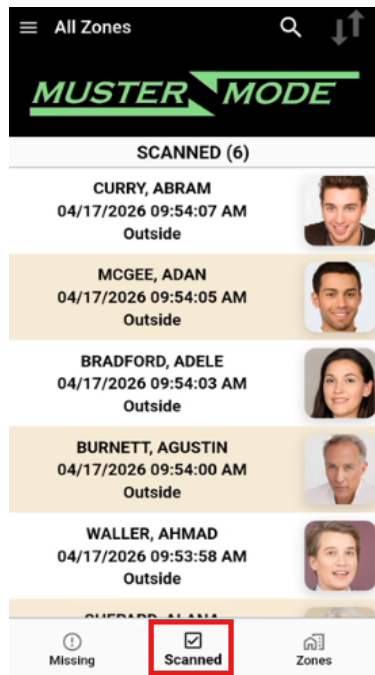 All Zones
MUSTER MODE
SCANNED (6)
CURRY, ABRAM
04/17/2026 09:54:07 AM
Outside
MCGEE, ADAN
04/17/2026 09:54:05 AM
Outside
BRADFORD, ADELE
04/17/2026 09:54:03 AM
Outside
BURNETT, AGUSTIN
04/17/2026 09:54:00 AM
Outside
WALLER, AHMAD
04/17/2026 09:53:58 AM
Outside
SHEPARD, ALANA
Missing
Scanned
Zones